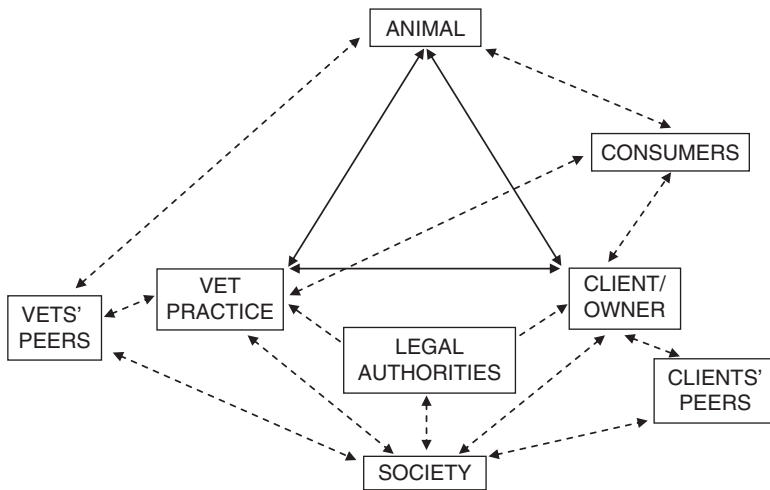 ANIMAL
CONSUMERS
VET
PRACTICE
CLIENT/
OWNER
VETS'
PEERS
LEGAL
AUTHORITIES
CLIENTS'
PEERS
SOCIETY